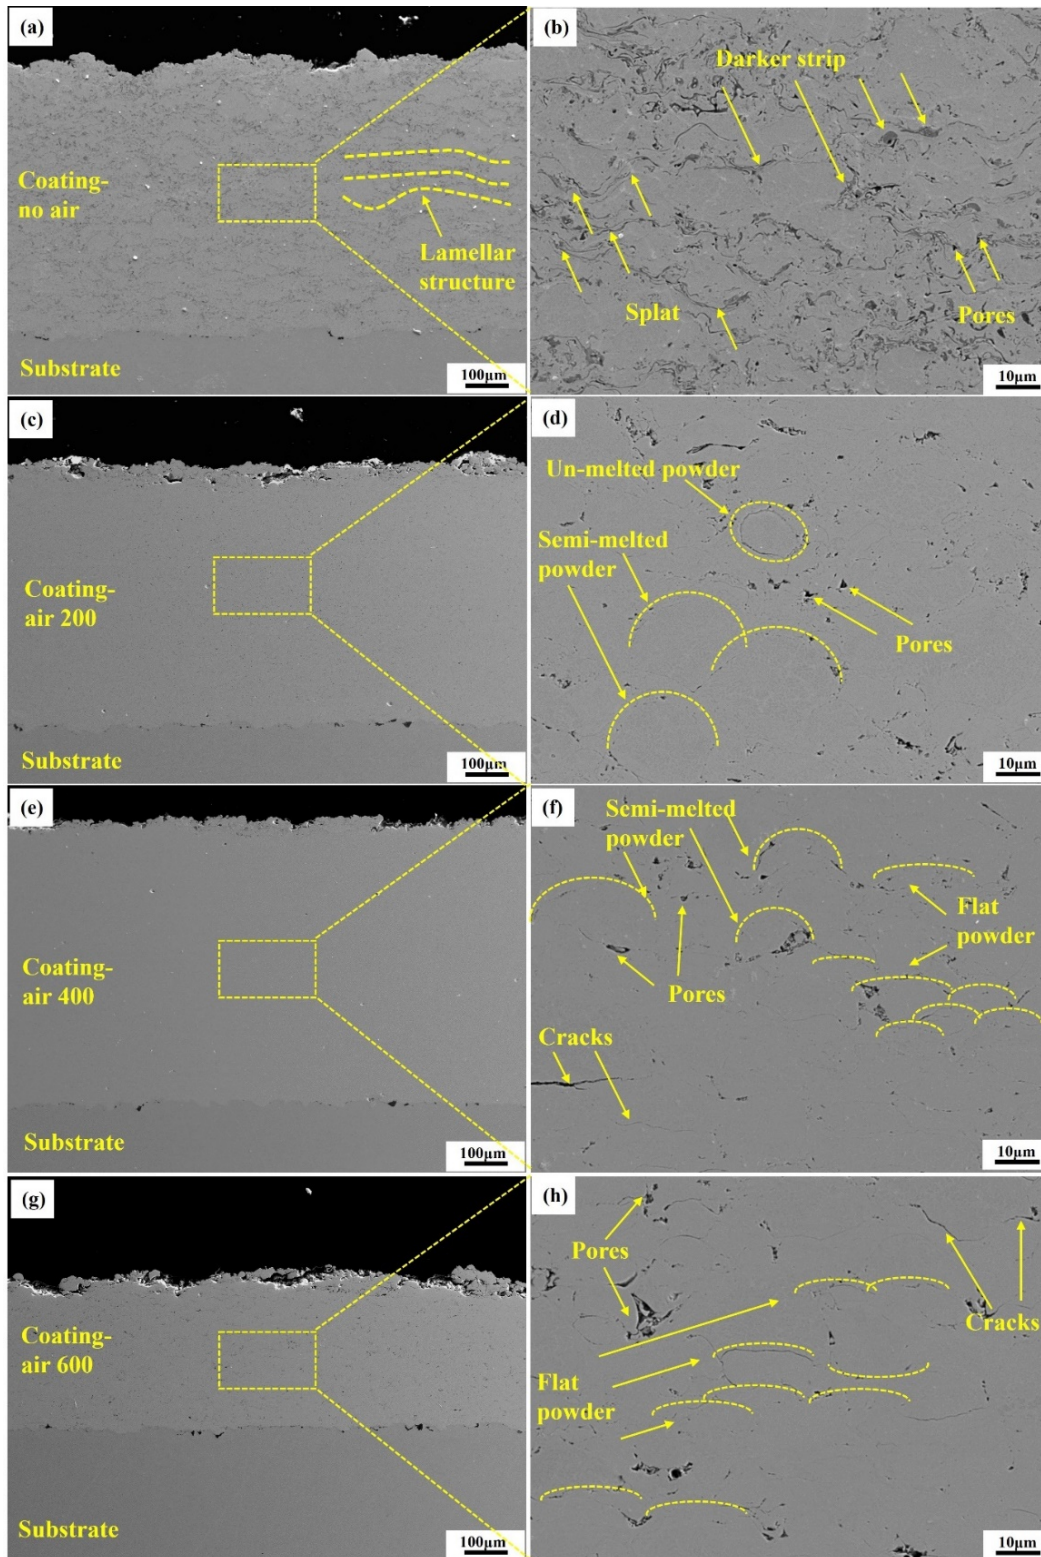 (a)
Coating-
no air
Lamellar
structure
Substrate
100μm
(b)
Darker strip
Splat
Pores
10μm
(c)
Coating-
air 200
Substrate
100μm
(d)
Un-melted powder
Semi-melted
powder
Pores
10μm
(e)
Coating-
air 400
Substrate
100μm
(f)
Semi-melted
powder
Flat
powder
Pores
Cracks
10μm
(g)
Coating-
air 600
Substrate
100μm
(h)
Pores
Cracks
Flat
powder
10μm